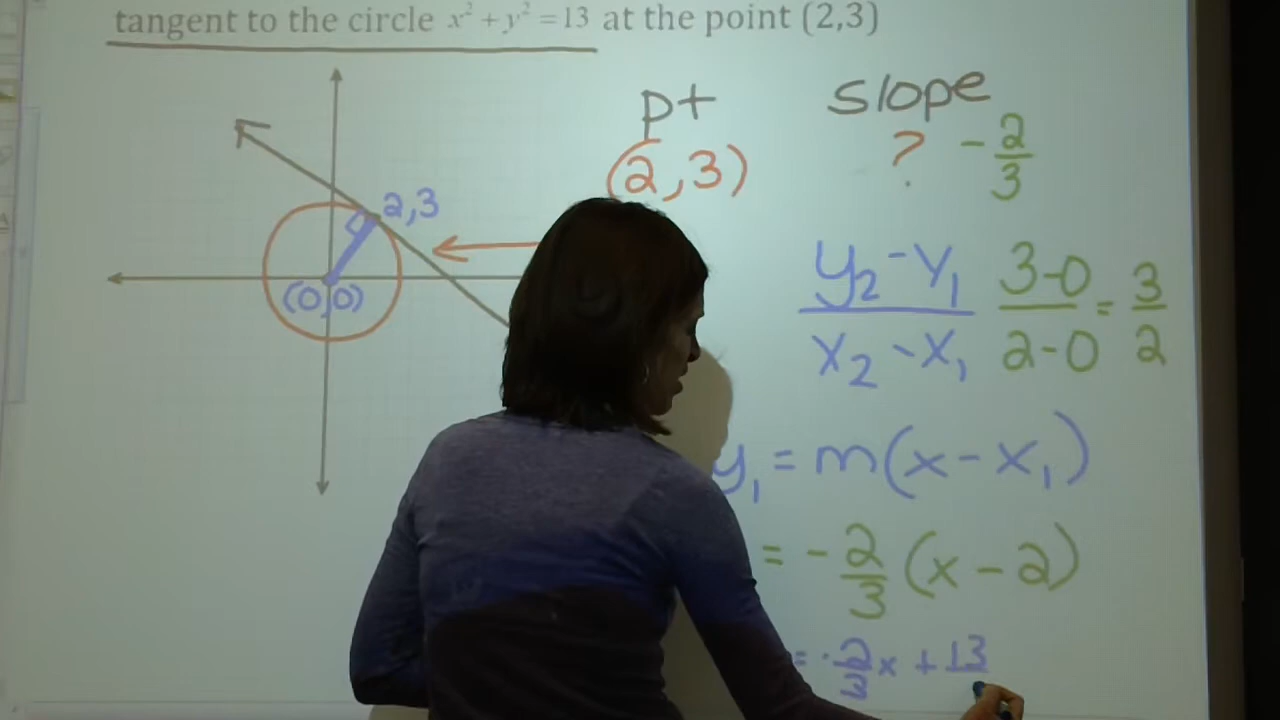 tangent to the circle x² + y² = 13 at the point (2,3)
pt
(2,3)
slope
? -2/3
2,3
(0,0)
y₂-y₁/x₂-x₁ 3-0/2-0 = 3/2
y₁ = m(x-x₁)
= -2/3(x-2)
= -2/3x + 13